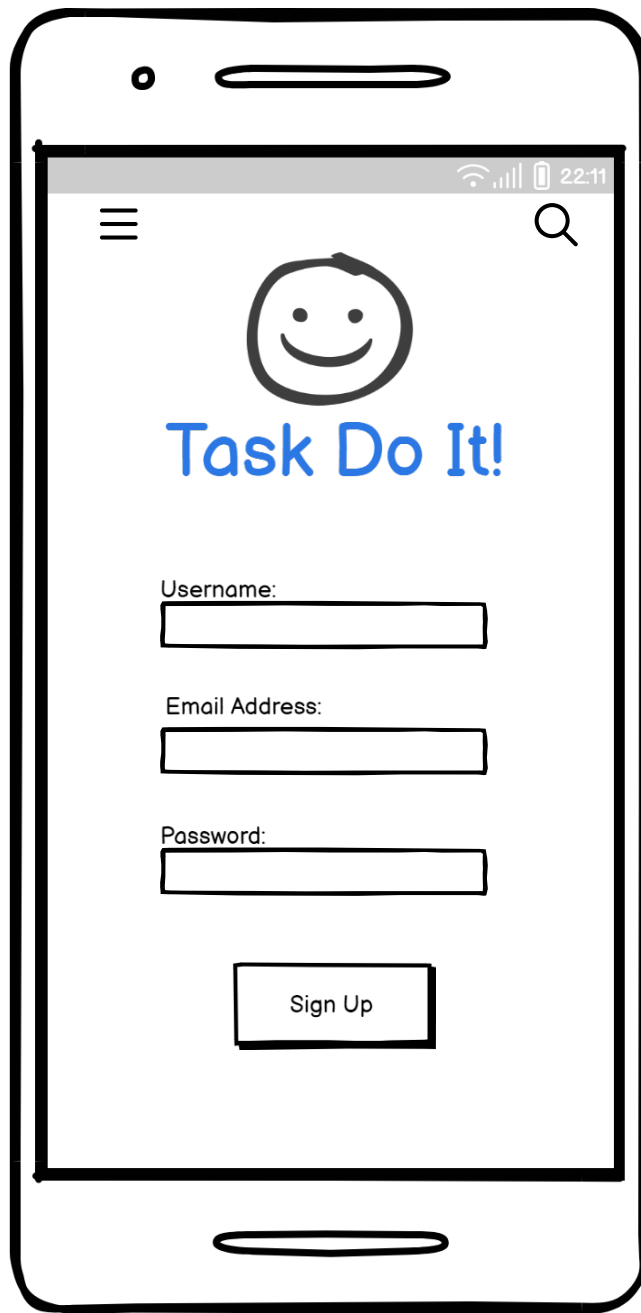 22:11
Task Do It!
Username:
Email Address:
Password:
Sign Up